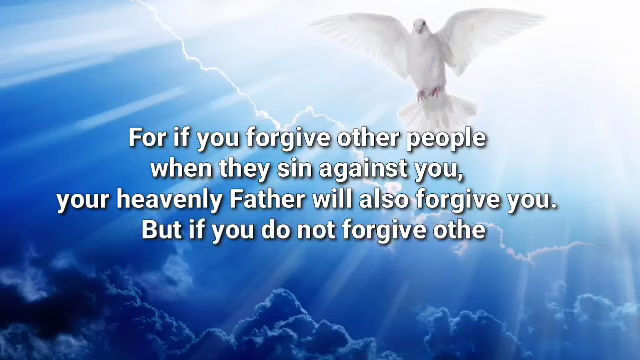 For if you forgive other people
when they sin against you,
your heavenly Father will also forgive you.
But if you do not forgive othe